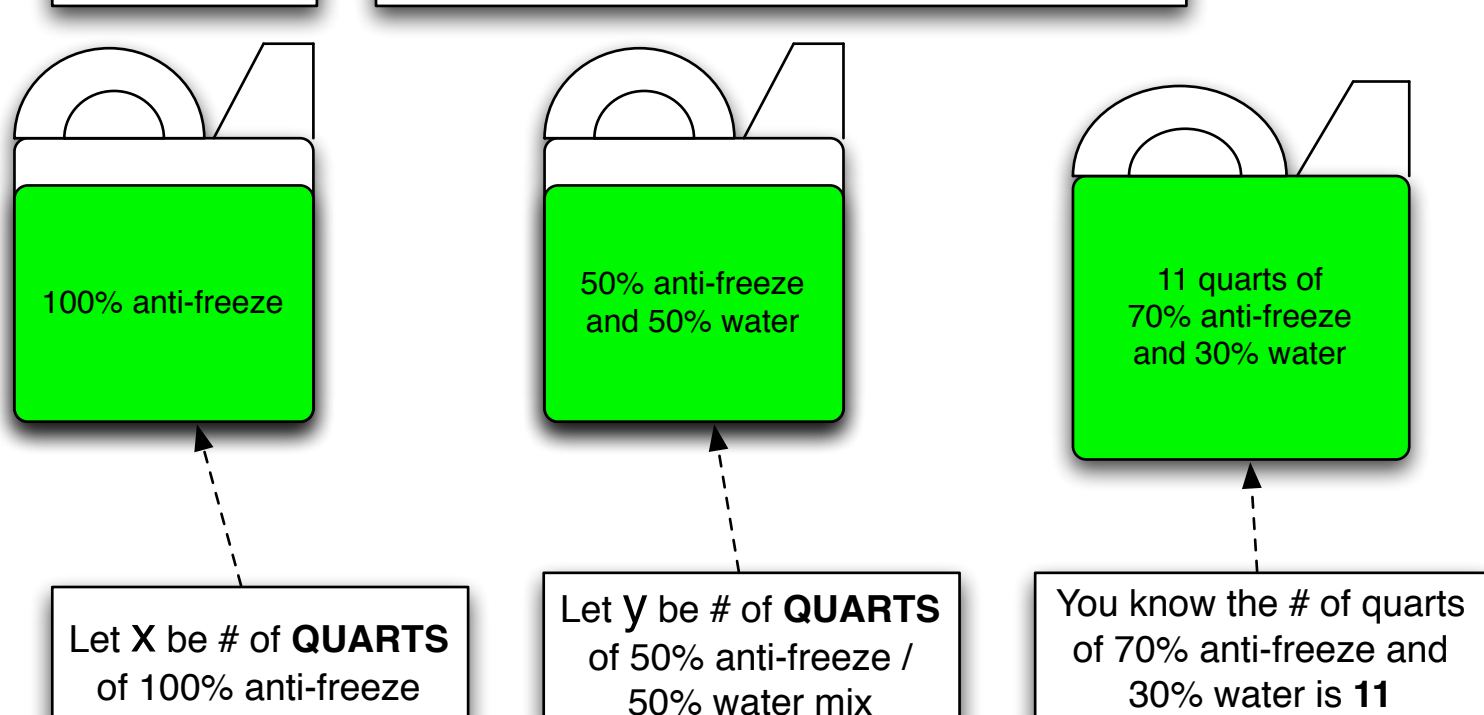 100% anti-freeze
50% anti-freeze
and 50% water
11 quarts of
70% anti-freeze
and 30% water
Let X be # of QUARTS
of 100% anti-freeze
Let y be # of QUARTS
of 50% anti-freeze /
50% water mix
You know the # of quarts
of 70% anti-freeze and
30% water is 11